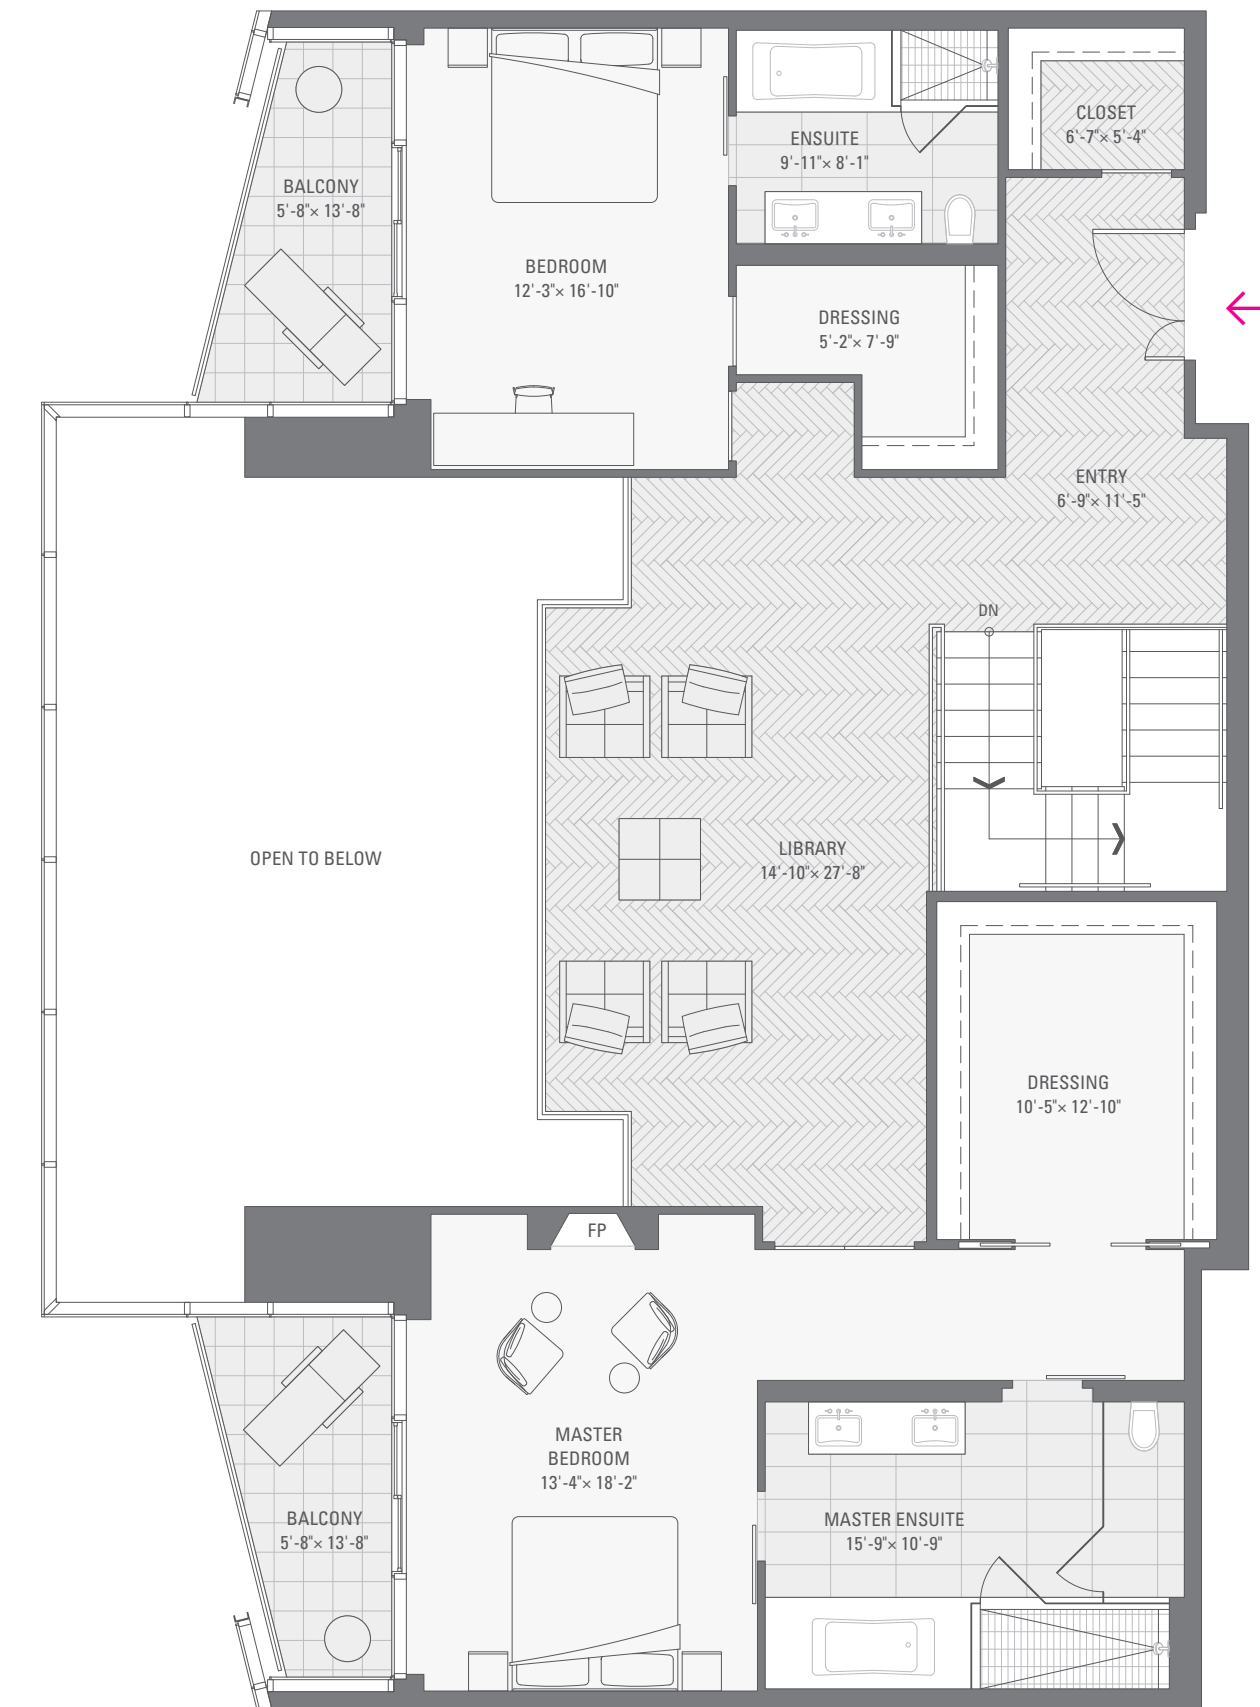 CLOSET
6'-7"× 5'-4"
ENSUITE
9'-11"× 8'-1"
BALCONY
5'-8"× 13'-8"
BEDROOM
12'-3"× 16'-10"
DRESSING
5'-2"× 7'-9"
ENTRY
6'-9"× 11'-5"
DN
OPEN TO BELOW
LIBRARY
14'-10"× 27'-8"
DRESSING
10'-5"× 12'-10"
FP
MASTER
BEDROOM
13'-4"× 18'-2"
BALCONY
5'-8"× 13'-8"
MASTER ENSUITE
15'-9"× 10'-9"